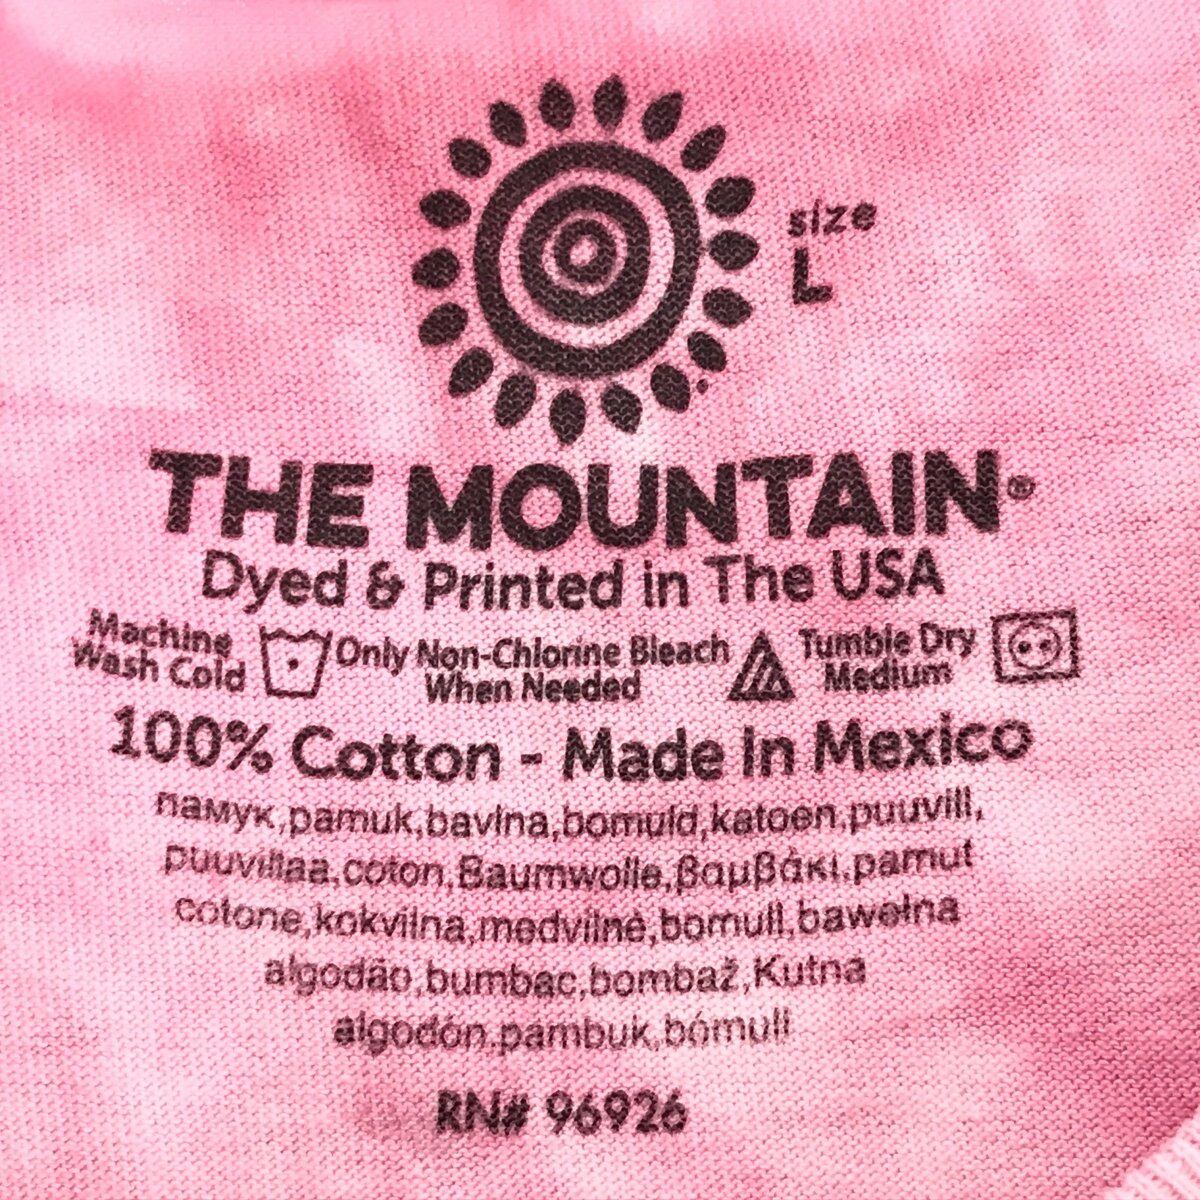 size
L
THE MOUNTAIN®
Dyed & Printed in The USA
Machine Wash Cold
Only Non-Chlorine Bleach When Needed
Tumble Dry Medium
100% Cotton - Made In Mexico
памук,pamuk,bavlna,bomuld,katoen,puuvill,
puuvillaa,coton,Baumwolle,βαμβάκι,pamut
cotone,kokvilna,medvilnė,bomull,bawełna
algodão,bumbac,bombaž,Kutna
algodón,pambuk,bómull
RN# 96926